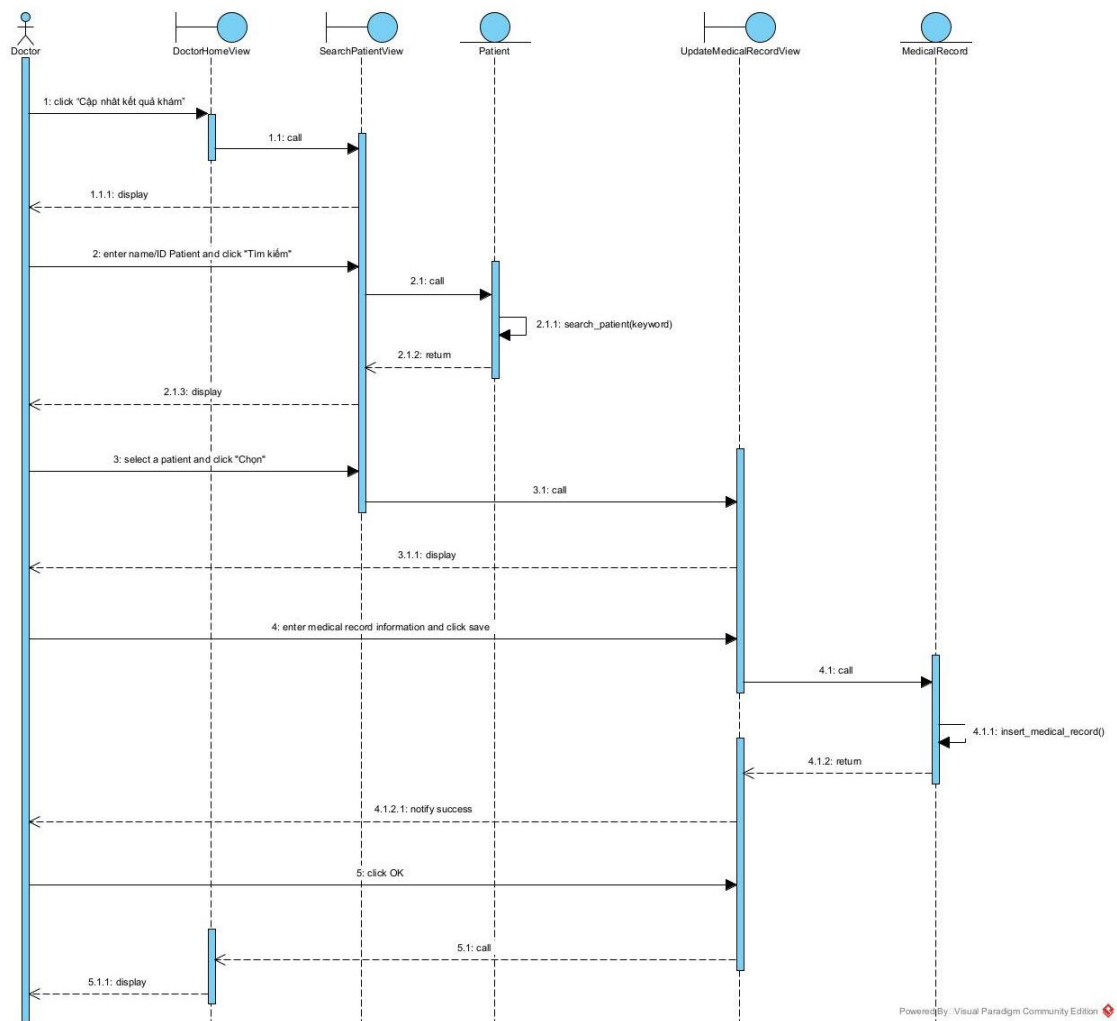 Doctor
DoctorHomeView
SearchPatientView
Patient
UpdateMedicalRecordView
MedicalRecord
1: click "Cập nhât kết quả khám"
1.1: call
1.1.1: display
2: enter name/ID Patient and click "Tìm kiếm"
2.1: call
2.1.1: search_patient(keyword)
2.1.2: return
2.1.3: display
3: select a patient and click "Chọn"
3.1: call
3.1.1: display
4: enter medical record information and click save
4.1: call
4.1.1: insert_medical_record()
4.1.2: return
4.1.2.1: notify success
5: click OK
5.1: call
5.1.1: display
Powered By Visual Paradigm Community Edition